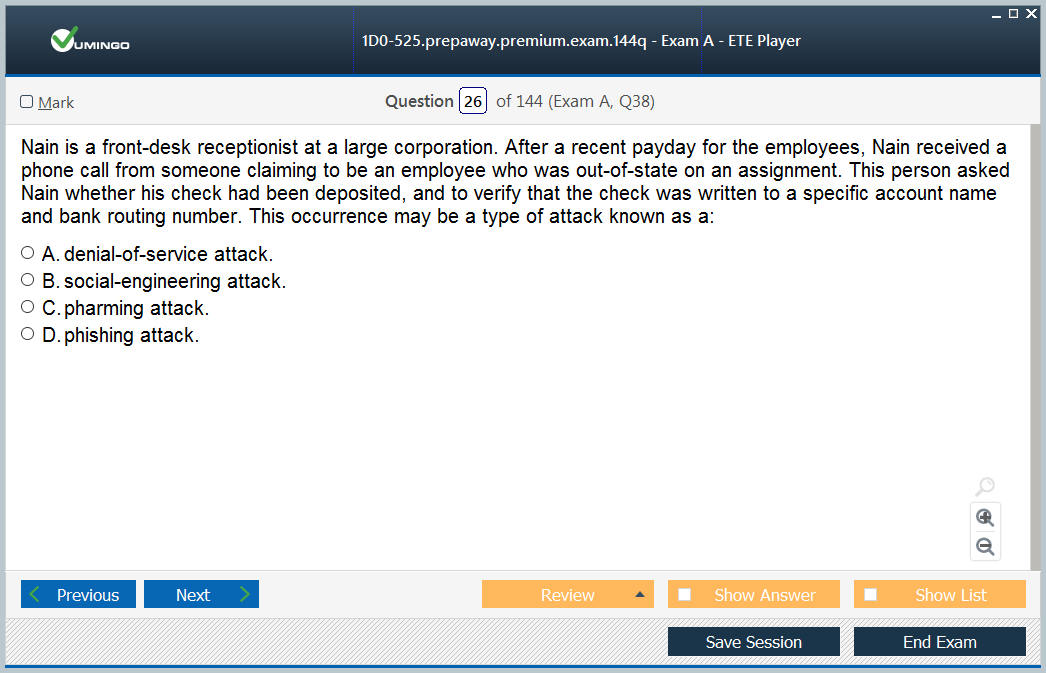 VUMINGO
1D0-525.prepaway.premium.exam.144q - Exam A - ETE Player
Mark
Question 26 of 144 (Exam A, Q38)
Nain is a front-desk receptionist at a large corporation. After a recent payday for the employees, Nain received a
phone call from someone claiming to be an employee who was out-of-state on an assignment. This person asked
Nain whether his check had been deposited, and to verify that the check was written to a specific account name
and bank routing number. This occurrence may be a type of attack known as a:
A. denial-of-service attack.
B. social-engineering attack.
C. pharming attack.
D. phishing attack.
Previous
Next
Review
Show Answer
Show List
Save Session
End Exam